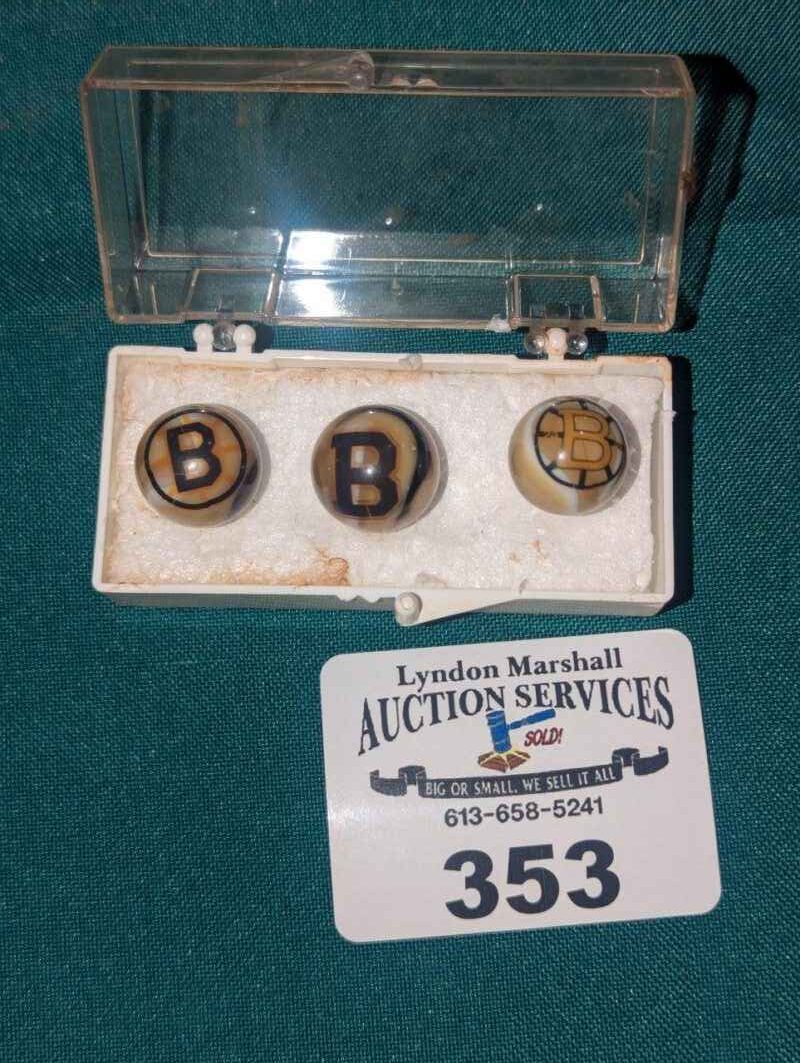 B
B
B
Lyndon Marshall
AUCTION SERVICES
SOLD!
BIG OR SMALL, WE SELL IT ALL
613-658-5241
353